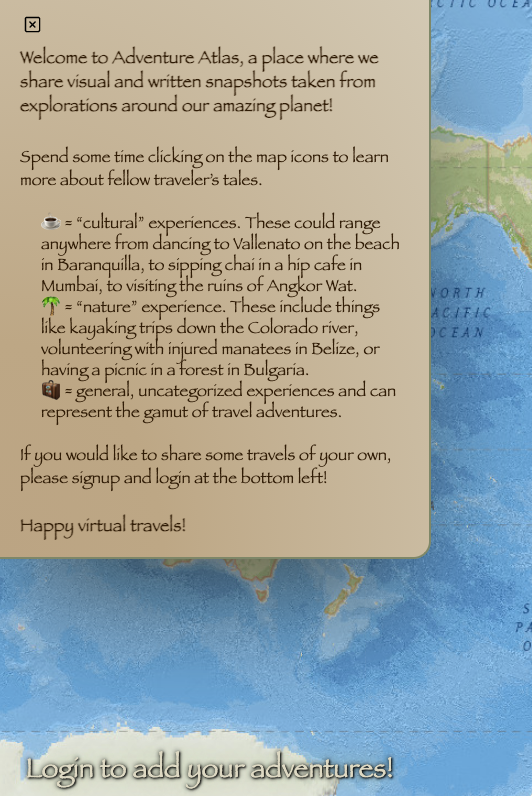 Welcome to Adventure Atlas, a place where we
share visual and written snapshots taken from
explorations around our amazing planet!
Spend some time clicking on the map icons to learn
more about fellow traveler’s tales.
= “cultural” experiences. These could range
anywhere from dancing to Vallenato on the beach
in Baranquilla, to sipping chai in a hip cafe in
Mumbai, to visiting the ruins of Angkor Wat.
= “nature” experience. These include things
like kayaking trips down the Colorado river,
volunteering with injured manatees in Belize, or
having a picnic in a forest in Bulgaria.
= general, uncategorized experiences and can
represent the gamut of travel adventures.
If you would like to share some travels of your own,
please signup and login at the bottom left!
Happy virtual travels!
CTIC OCEA
NORTH
ACIFIC
OCEAN
S
PA
O
Login to add your adventures!